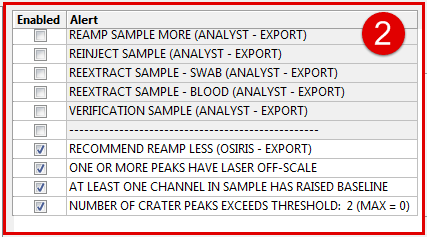 Enabled Alert
REAMP SAMPLE MORE (ANALYST - EXPORT)
REINJECT SAMPLE (ANALYST - EXPORT)
REEXTRACT SAMPLE - SWAB (ANALYST - EXPORT)
REEXTRACT SAMPLE - BLOOD (ANALYST - EXPORT)
VERIFICATION SAMPLE (ANALYST - EXPORT)
--------------------------------------------------
RECOMMEND REAMP LESS (OSIRIS - EXPORT)
ONE OR MORE PEAKS HAVE LASER OFF-SCALE
AT LEAST ONE CHANNEL IN SAMPLE HAS RAISED BASELINE
NUMBER OF CRATER PEAKS EXCEEDS THRESHOLD: 2 (MAX = 0)
2